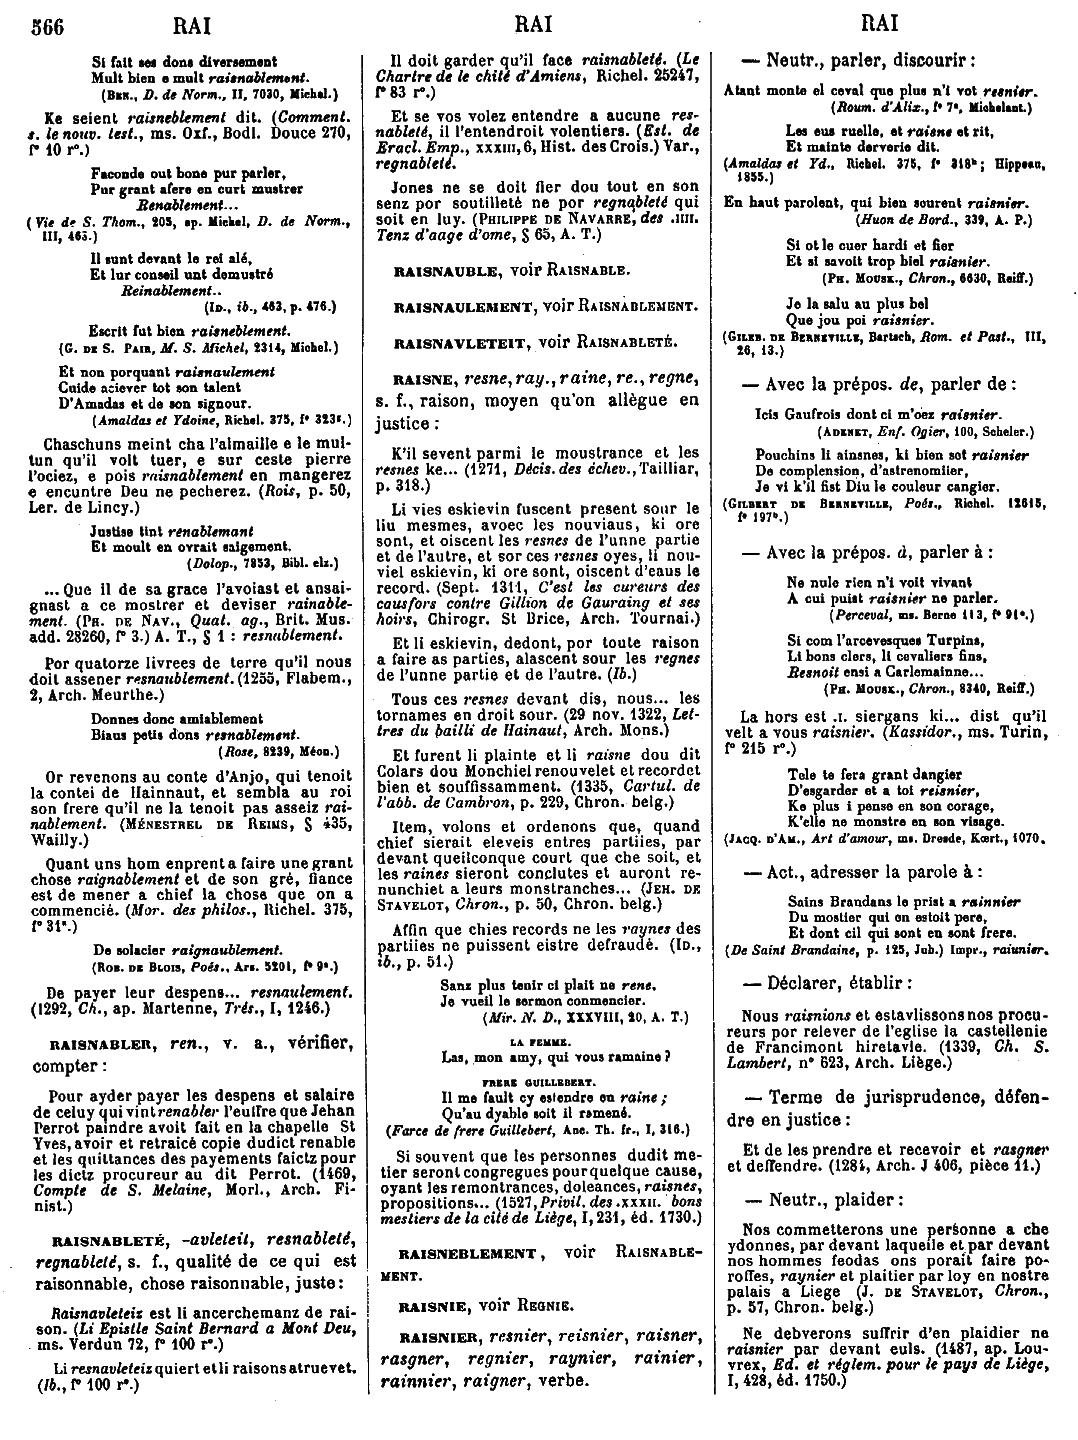 566 RAI RAI RAI
Si fait ses dons diversement
Mult bien e mult raisnablement.
(BEN., D. de Norm., II, 7030, Michel.)
Ke seient raisneblement dit. (Comment.
s. le nouv. test., ms. Oxf., Bodl. Douce 270,
f° 10 r°.)
Faconde out bone pur parler,
Pur grant afere en curt mustrer
Renablement...
(Vie de S. Thom., 205, ap. Michel, D. de Norm.,
III, 463.)
Il sunt devant le rei alé,
Et lur conseil unt demustré
Reinablement..
(ID., ib., 463, p. 476.)
Escrit fut bien raisneblement.
(G. DE S. PAIR, M. S. Michel, 2314, Michel.)
Et non porquant raisnaulement
Cuide aciever tot son talent
D'Amadas et de son signour.
(Amaldas et Ydoine, Richel. 375, f° 323ᶜ.)
Chaschuns meint cha l'almaille e le mul-
tun qu'il volt tuer, e sur ceste pierre
l'ociez, e pois raisnablement en mangerez
e encuntre Deu ne pecherez. (Rois, p. 50,
Ler. de Lincy.)
Justise tint renablemant
Et moult en ovrait saigement.
(Dolop., 7853, Bibl. elz.)
... Que il de sa grace l'avoiast et ansai-
gnast a ce mostrer et deviser rainable-
ment. (PH. DE NAV., Quat. ag., Brit. Mus.
add. 28260, f° 3.) A. T., § 1 : resnablement.
Por quatorze livrees de terre qu'il nous
doit assener resnaublement. (1255, Flabem.,
2, Arch. Meurthe.)
Donnes donc amiablement
Biaus petis dons resnablement.
(Rose, 8239, Méon.)
Or revenons au conte d'Anjo, qui tenoit
la contei de Hainnaut, et sembla au roi
son frere qu'il ne la tenoit pas asseiz rai-
nablement. (MÉNESTREL DE REIMS, § 435,
Wailly.)
Quant uns hom enprent a faire une grant
chose raignablement et de son gré, fiance
est de mener a chief la chose que on a
commencié. (Mor. des philos., Richel. 375,
f° 31ᵉ.)
De solacier raignaublement.
(ROB. DE BLOIS, Poés., Ars. 5201, f° 9ᵃ.)
De payer leur despens... resnaulement.
(1292, Ch., ap. Martenne, Trés., I, 1246.)
RAISNABLER, ren., v. a., vérifier,
compter :
Pour ayder payer les despens et salaire
de celuy qui vint renabler l'euffre que Jehan
Perrot paindre avoit fait en la chapelle St
Yves, avoir et retraicé copie dudict renable
et les quittances des payements faictz pour
les dictz procureur au dit Perrot. (1469,
Compte de S. Melaine, Morl., Arch. Fi-
nist.)
RAISNABLETÉ, -avleteit, resnableté,
regnableté, s. f., qualité de ce qui est
raisonnable, chose raisonnable, juste :
Raisnavleteiz est li ancerchemanz de rai-
son. (Li Epistle Saint Bernard a Mont Deu,
ms. Verdun 72, f° 100 r°.)
Li resnavleteiz quiert et li raisons atruevet.
(Ib., f° 100 r°.)
Il doit garder qu'il face raisnableté. (Le
Chartre de le chité d'Amiens, Richel. 25247,
f° 83 r°.)
Et se vos volez entendre a aucune res-
nableté, il l'entendroit volentiers. (Est. de
Eracl. Emp., XXXIII, 6, Hist. des Crois.) Var.,
regnableté.
Jones ne se doit fier dou tout en son
senz por soutilleté ne por regnableté qui
soit en luy. (PHILIPPE DE NAVARRE, des .IIII.
Tenz d'aage d'ome, § 65, A. T.)
RAISNAUBLE, voir RAISNABLE.
RAISNAULEMENT, voir RAISNABLEMENT.
RAISNAVLETEIT, voir RAISNABLETÉ.
RAISNE, resne, ray., raine, re., regne,
s. f., raison, moyen qu'on allègue en
justice :
K'il sevent parmi le moustrance et les
resnes ke... (1271, Décis. des échev., Tailliar,
p. 318.)
Li vies eskievin fuscent present sour le
liu mesmes, avoec les nouviaus, ki ore
sont, et oiscent les resnes de l'unne partie
et de l'autre, et sor ces resnes oyes, li nou-
viel eskievin, ki ore sont, oiscent d'eaus le
record. (Sept. 1311, C'est les cureurs des
causfors contre Gillion de Gauraing et ses
hoirs, Chirogr. St Brice, Arch. Tournai.)
Et li eskievin, dedont, por toute raison
a faire as parties, alascent sour les regnes
de l'unne partie et de l'autre. (Ib.)
Tous ces resnes devant dis, nous... les
tornames en droit sour. (29 nov. 1322, Let-
tres du bailli de Hainaut, Arch. Mons.)
Et furent li plainte et li raisne dou dit
Colars dou Monchiel renouvelet et recordet
bien et souffissamment. (1335, Cartul. de
l'abb. de Cambron, p. 229, Chron. belg.)
Item, volons et ordenons que, quand
chief sierait eleveis entres partiies, par
devant queilconque court que che soit, et
les raines sieront conclutes et auront re-
nunchiet a leurs monstranches... (JEH. DE
STAVELOT, Chron., p. 50, Chron. belg.)
Affin que chies records ne les raynes des
partiies ne puissent eistre defraudé. (ID.,
ib., p. 51.)
Sanz plus tenir ci plait ne rene,
Je vueil le sermon conmencier.
(Mir. N. D., XXXVIII, 20, A. T.)
LA FEMME.
Las, mon amy, qui vous ramaine ?
FRERE GUILLEBERT.
Il me fault cy estendre en raine ;
Qu'au dyable soit il ramené.
(Farce de frere Guillebert, Anc. Th. fr., I, 316.)
Si souvent que les personnes dudit me-
tier seront congregues pour quelque cause,
oyant les remontrances, doleances, raisnes,
propositions... (1527, Privil. des .XXXII. bons
mestiers de la cité de Liège, I, 231, éd. 1730.)
RAISNEBLEMENT, voir RAISNABLE-
MENT.
RAISNIE, voir REGNIE.
RAISNIER, resnier, reisnier, raisner,
rasgner, regnier, raynier, rainier,
rainnier, raigner, verbe.
— Neutr., parler, discourir :
Atant monte el ceval que plus n'i vot resnier.
(Roum. d'Alix., f° 7ᵃ, Michelant.)
Les eus ruelle, et raisne et rit,
Et mainte derverie dit.
(Amaldas et Yd., Richel. 375, f° 318ᵇ ; Hippeau,
1855.)
En haut parolent, qui bien seurent raisnier.
(Huon de Bord., 339, A. P.)
Si ot le cuer hardi et fier
Et si savoit trop biel raisnier.
(PH. MOUSK., Chron., 6630, Reiff.)
Je la salu au plus bel
Que jou poi raisnier.
(GILEB. DE BERNEVILLE, Bartsch, Rom. et Past., III,
26, 13.)
— Avec la prépos. de, parler de :
Icis Gaufrois dont ci m'oez raisnier.
(ADENET, Enf. Ogier, 100, Scheler.)
Pouchins li ainsnes, ki bien sot raisnier
De complension, d'astrenomiier,
Je vi k'il fist Diu le couleur cangier.
(GILBERT DE BERNEVILLE, Poés., Richel. 12615,
f° 197ᵇ.)
— Avec la prépos. à, parler à :
Ne nule rien n'i voit vivant
A cui puist raisnier ne parler.
(Perceval, ms. Berne 113, f° 91ᵉ.)
Si com l'arcevesques Turpins,
Li bons clers, li cevaliers fins,
Resnoit ensi a Carlemainne...
(PH. MOUSK., Chron., 8340, Reiff.)
La hors est .I. siergans ki... dist qu'il
velt a vous raisnier. (Kassidor., ms. Turin,
f° 215 r°.)
Tele te fera grant dangier
D'esgarder et a toi reisnier,
Ke plus i pense en son corage,
K'elle ne monstre en son visage.
(JACQ. D'AM., Art d'amour, ms. Dresde, Kœrt., 1070.
— Act., adresser la parole à :
Sains Brandans le prist a rainnier
Du mostier qui en estoit pere,
Et dont cil qui sont en sont frere.
(De Saint Brandaine, p. 125, Jub.) Impr., raiunier.
— Déclarer, établir :
Nous raisnions et estavlissons nos procu-
reurs por relever de l'eglise la castellenie
de Francimont hiretavle. (1339, Ch. S.
Lambert, n° 623, Arch. Liège.)
— Terme de jurisprudence, défen-
dre en justice :
Et de les prendre et recevoir et rasgner
et deffendre. (1284, Arch. J 406, pièce 11.)
— Neutr., plaider :
Nos commetterons une personne a che
ydonnes, par devant laqueile et par devant
nos hommes feodas ons porait faire po-
roffes, raynier et plaitier par loy en nostre
palais a Liege (J. DE STAVELOT, Chron.,
p. 57, Chron. belg.)
Ne debverons suffrir d'en plaidier ne
raisnier par devant euls. (1487, ap. Lou-
vrex, Ed. et réglem. pour le pays de Liége,
I, 428, éd. 1750.)